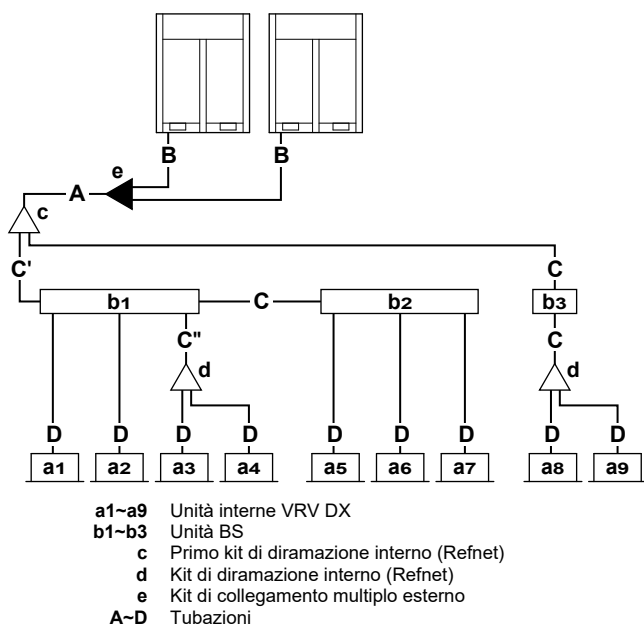 B B
e
A
c
C' C
b1 C b2 b3
C" C
d d
D D D D D D D D D
a1 a2 a3 a4 a5 a6 a7 a8 a9
a1~a9 Unità interne VRV DX
b1~b3 Unità BS
c Primo kit di diramazione interno (Refnet)
d Kit di diramazione interno (Refnet)
e Kit di collegamento multiplo esterno
A~D Tubazioni